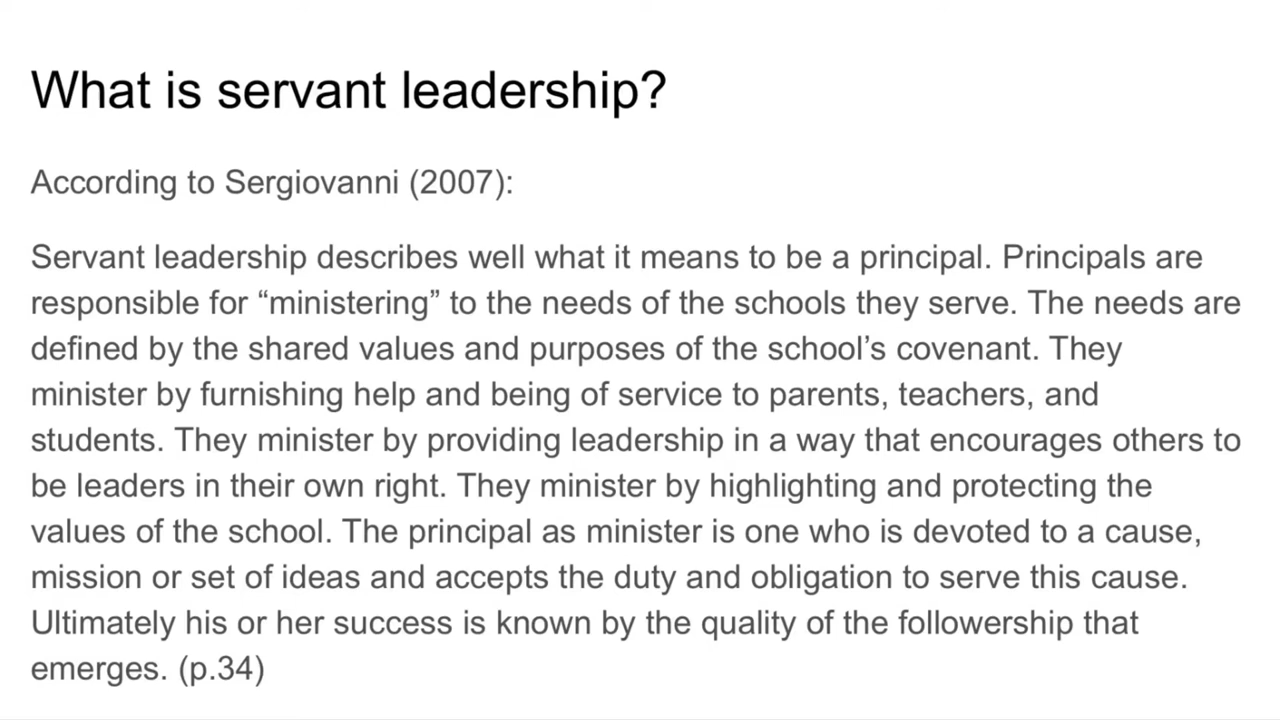 What is servant leadership?
According to Sergiovanni (2007):
Servant leadership describes well what it means to be a principal. Principals are
responsible for “ministering” to the needs of the schools they serve. The needs are
defined by the shared values and purposes of the school’s covenant. They
minister by furnishing help and being of service to parents, teachers, and
students. They minister by providing leadership in a way that encourages others to
be leaders in their own right. They minister by highlighting and protecting the
values of the school. The principal as minister is one who is devoted to a cause,
mission or set of ideas and accepts the duty and obligation to serve this cause.
Ultimately his or her success is known by the quality of the followership that
emerges. (p.34)